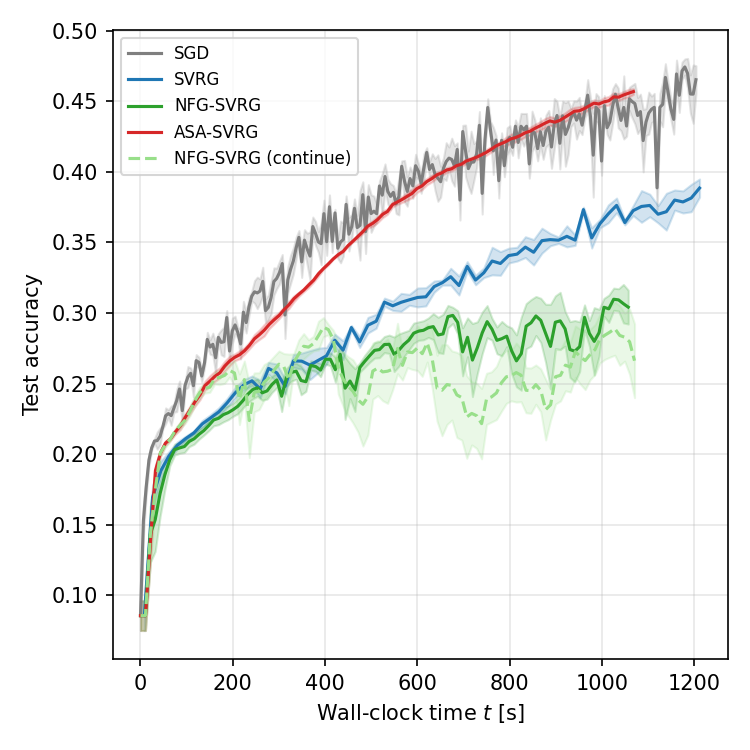 0.50
0.45
0.40
0.35
0.30
0.25
0.20
0.15
0.10
Test accuracy
SGD
SVRG
NFG-SVRG
ASA-SVRG
NFG-SVRG (continue)
0 200 400 600 800 1000 1200
Wall-clock time t [s]